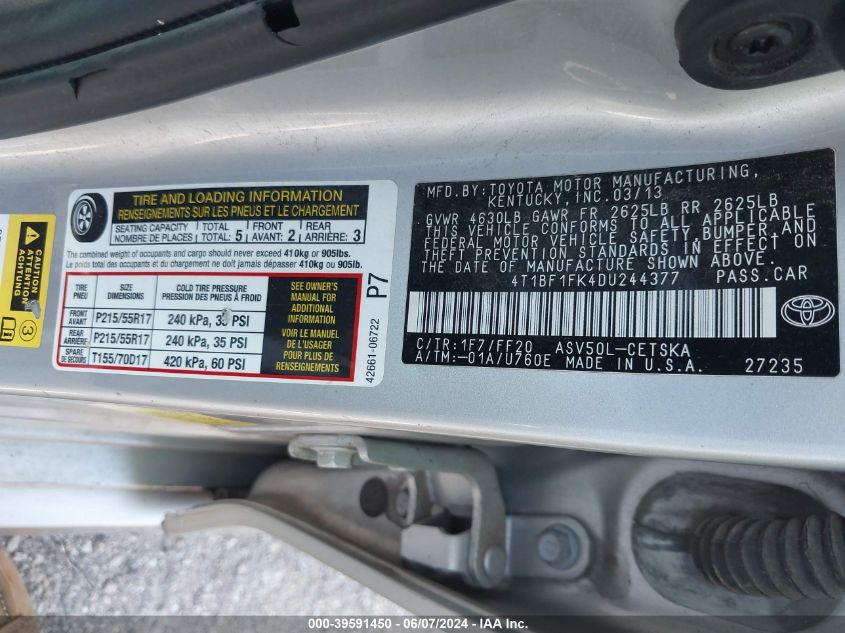 CAUTION
ATTENTION
ACHTUNG
TIRE AND LOADING INFORMATION
RENSEIGNEMENTS SUR LES PNEUS ET LE CHARGEMENT
SEATING CAPACITY TOTAL: 5 FRONT AVANT: 2 REAR ARRIÈRE: 3
NOMBRE DE PLACES
The combined weight of occupants and cargo should never exceed 410kg or 905lbs.
Le poids total des occupants et du chargement ne doit jamais dépasser 410kg ou 905lb.
TIRE PNEU SIZE DIMENSIONS COLD TIRE PRESSURE PRESSION DES PNEUS À FROID
FRONT AVANT P215/55R17 240 kPa, PSI
REAR ARRIÈRE P215/55R17 240 kPa, 35 PSI
SPARE DE SECOURS T155/70D17 420 kPa, 60 PSI
SEE OWNER'S
MANUAL FOR
ADDITIONAL
INFORMATION
VOIR LE MANUEL
DE L'USAGER
POUR PLUS DE
RENSEIGNEMENTS
42661-06722 P7
MFD.BY: TOYOTA MOTOR MANUFACTURING,
KENTUCKY, INC. 03/13
GVWR 4630LB GAWR FR 2625LB RR 2625LB
THIS VEHICLE CONFORMS TO ALL APPLICABLE
FEDERAL MOTOR VEHICLE SAFETY, BUMPER, AND
THEFT PREVENTION STANDARDS IN EFFECT ON
THE DATE OF MANUFACTURE SHOWN ABOVE.
4T1BF1FK4DU244377 PASS.CAR
C/TR:1F7/FF20 ASV50L-CETSKA
A/TM:-01A/U760E MADE IN U.S.A. 27235
000-39591450 - 06/07/2024 - IAA Inc.